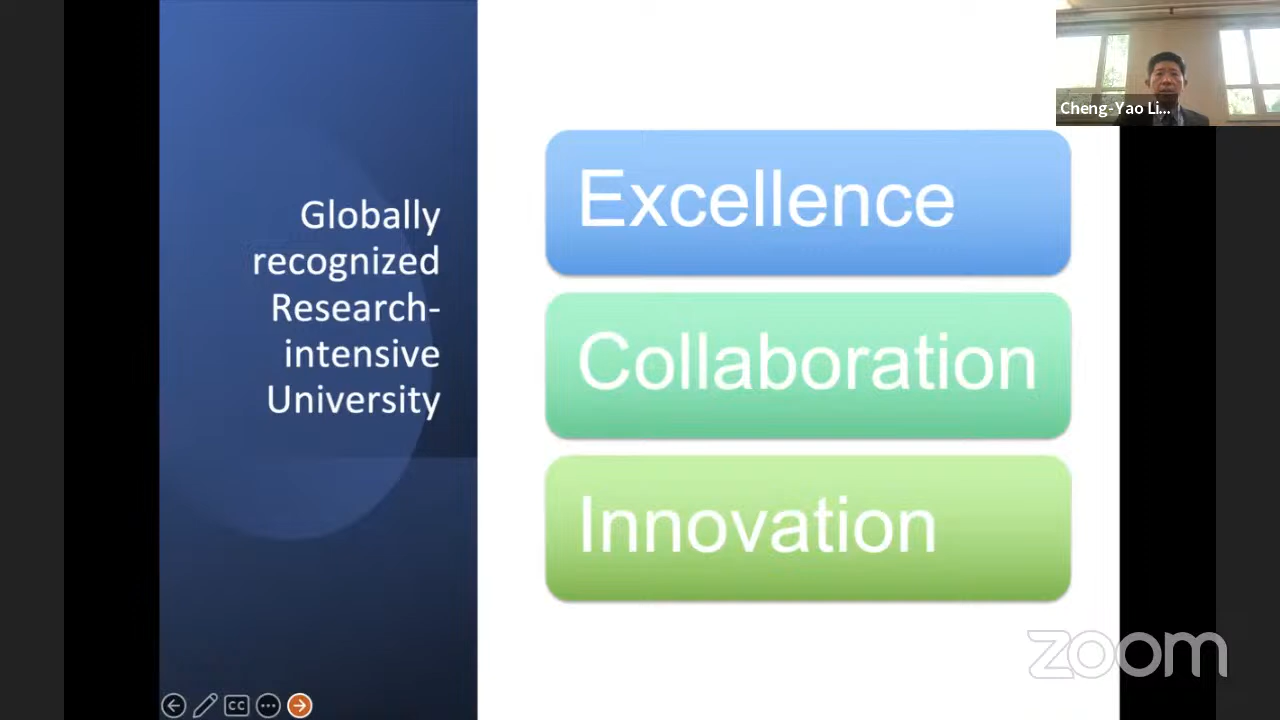 Globally
recognized
Research-
intensive
University
Excellence
Collaboration
Innovation
Cheng-Yao Li...
CC
zoom